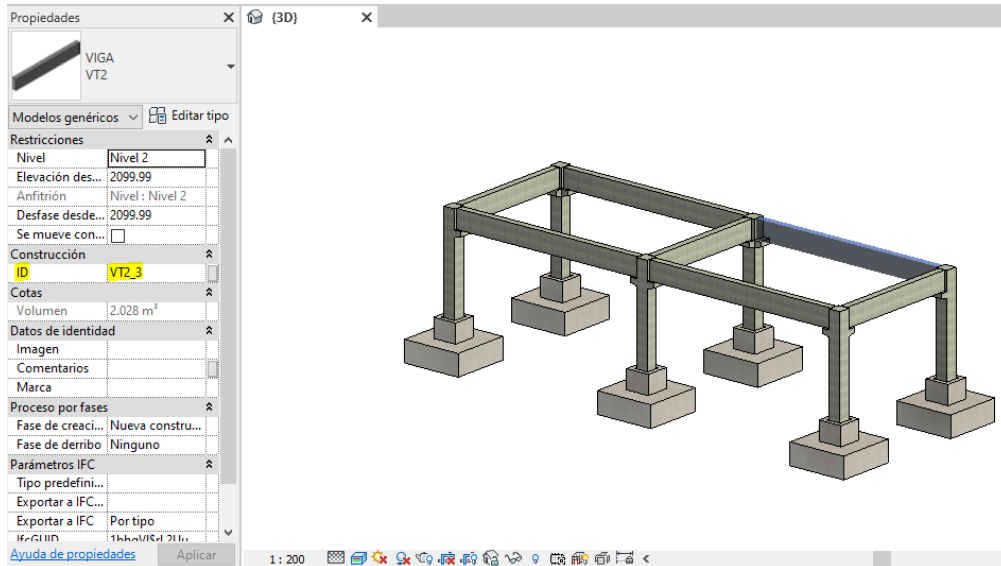 Propiedades
{3D}
VIGA
VT2
Modelos genéricos
Editar tipo
Restricciones
Nivel Nivel 2
Elevación des... 2099.99
Anfitrión Nivel : Nivel 2
Desfase desde... 2099.99
Se mueve con...
Construcción
ID VT2_3
Cotas
Volumen 2.028 m³
Datos de identidad
Imagen
Comentarios
Marca
Proceso por fases
Fase de creaci... Nueva constru...
Fase de derribo Ninguno
Parámetros IFC
Tipo predefini...
Exportar a IFC...
Exportar a IFC Por tipo
IfcGUID
Ayuda de propiedades
Aplicar
1 : 200